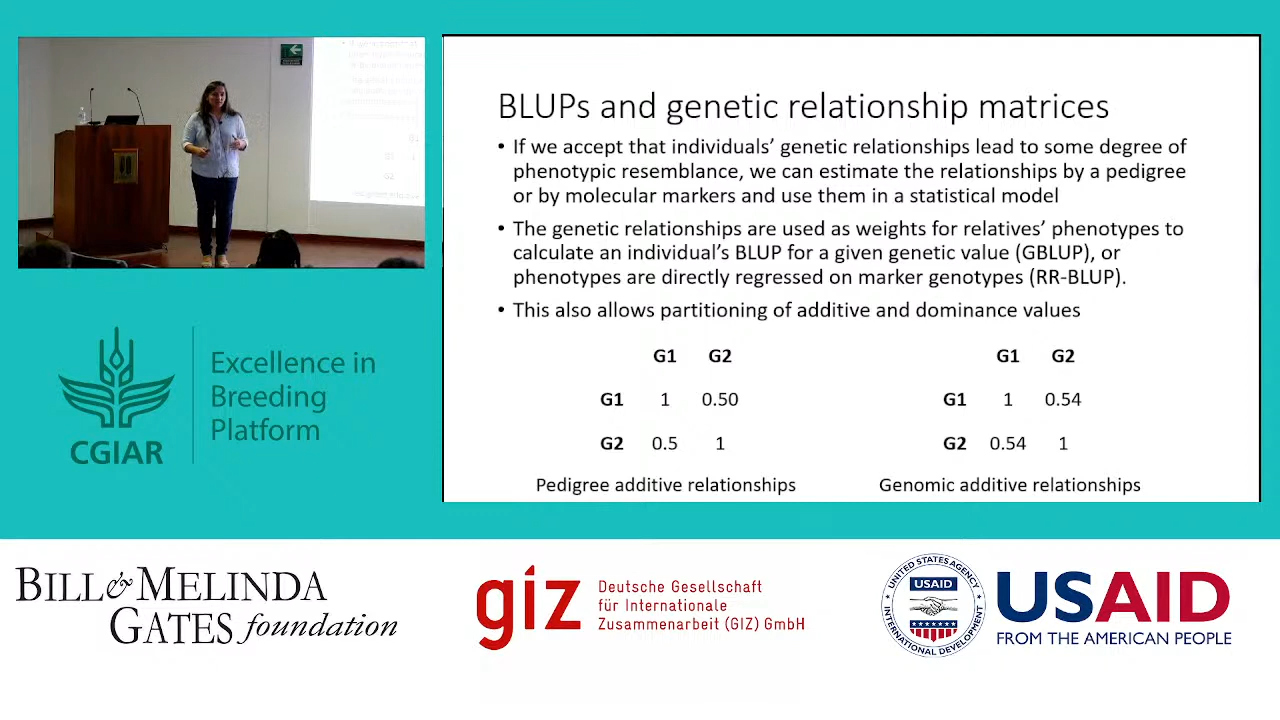 BLUPs and genetic relationship matrices
• If we accept that individuals’ genetic relationships lead to some degree of
phenotypic resemblance, we can estimate the relationships by a pedigree
or by molecular markers and use them in a statistical model
• The genetic relationships are used as weights for relatives’ phenotypes to
calculate an individual’s BLUP for a given genetic value (GBLUP), or
phenotypes are directly regressed on marker genotypes (RR-BLUP).
• This also allows partitioning of additive and dominance values
G1 G2
G1 1 0.50
G2 0.5 1
Pedigree additive relationships
G1 G2
G1 1 0.54
G2 0.54 1
Genomic additive relationships
CGIAR
Excellence in
Breeding
Platform
BILL & MELINDA
GATES foundation
giz
Deutsche Gesellschaft
für Internationale
Zusammenarbeit (GIZ) GmbH
UNITED STATES AGENCY
USAID
INTERNATIONAL DEVELOPMENT
USAID
FROM THE AMERICAN PEOPLE